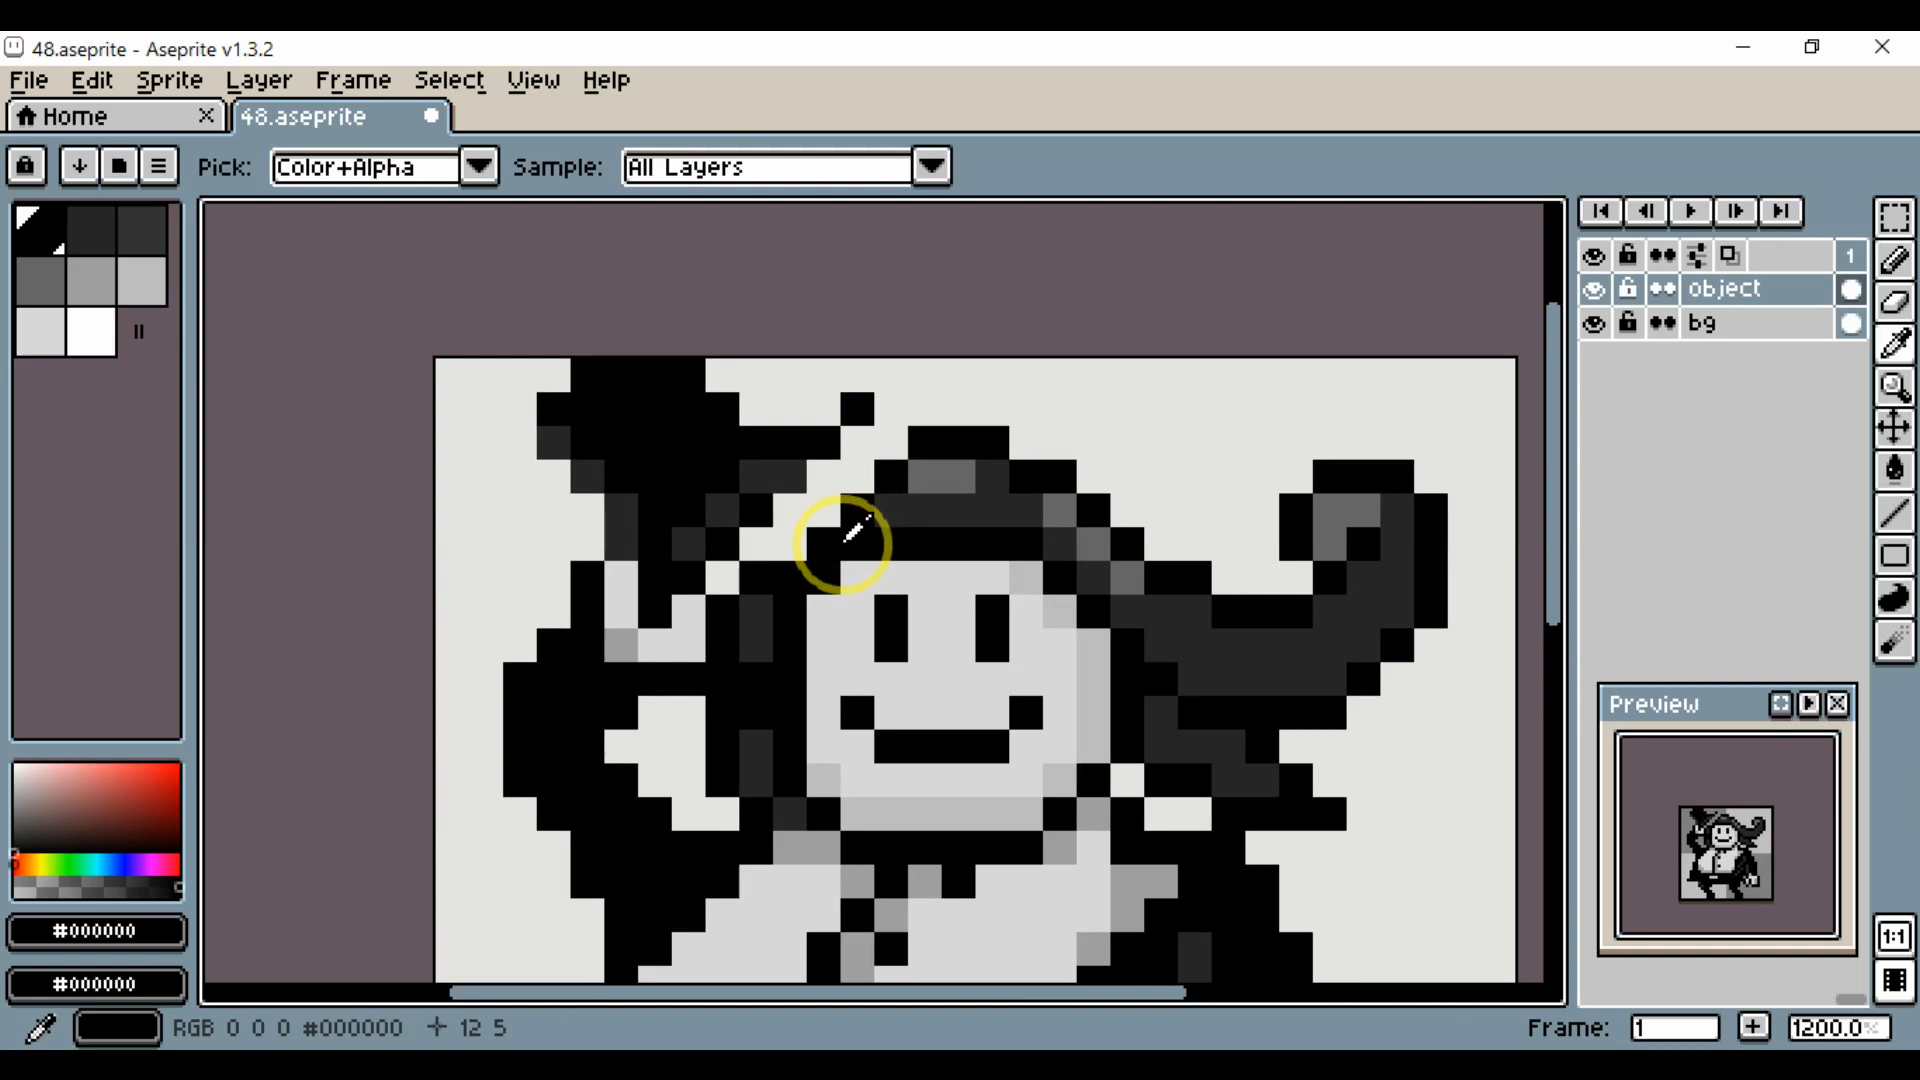 48.aseprite - Aseprite v1.3.2
File Edit Sprite Layer Frame Select View Help
Home 48.aseprite
Pick: Color+Alpha Sample: All Layers
1
object
bg
Preview
#000000
1:1
#000000
RGB 0 0 0 #000000 12 5 Frame: 1 + 1200.0%